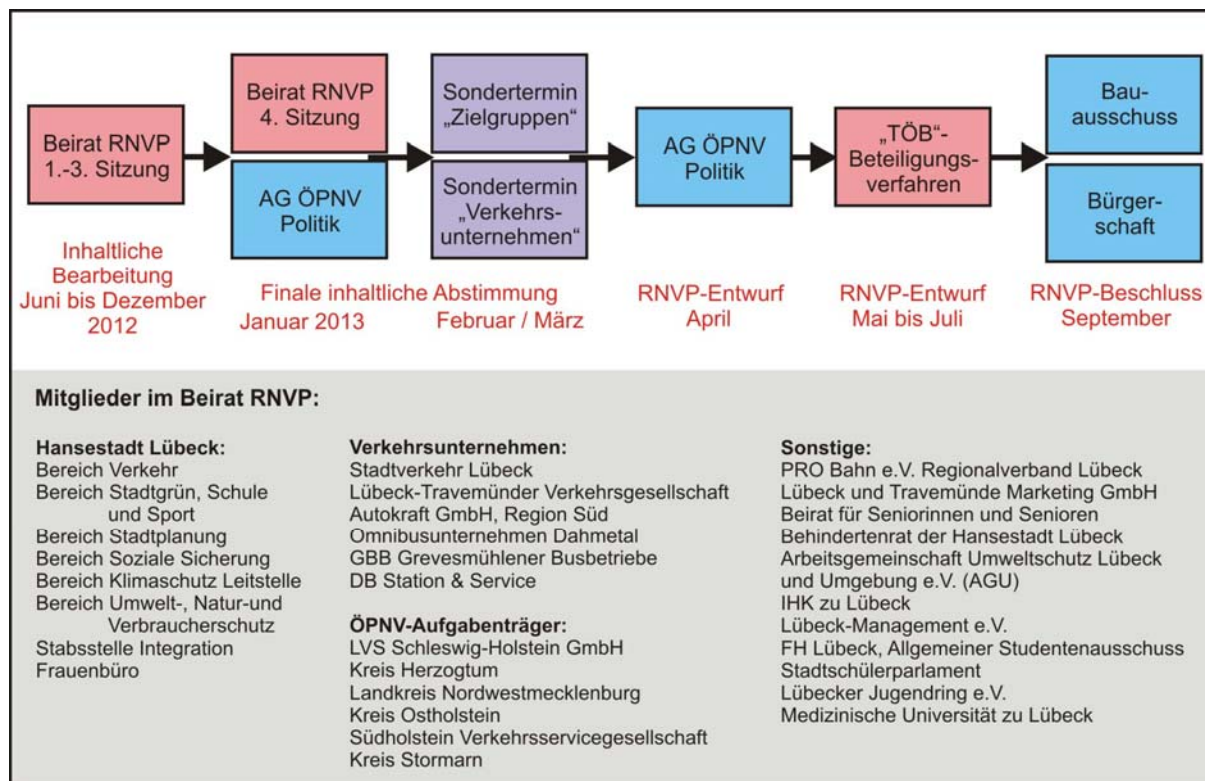 Beirat RNVP
1.-3. Sitzung
Beirat RNVP
4. Sitzung
AG ÖPNV
Politik
Sondertermin
„Zielgruppen“
Sondertermin
„Verkehrs-
unternehmen“
AG ÖPNV
Politik
„TÖB“-
Beteiligungs-
verfahren
Bau-
ausschuss
Bürger-
schaft
Inhaltliche
Bearbeitung
Juni bis Dezember
2012
Finale inhaltliche Abstimmung
Januar 2013
Februar / März
RNVP-Entwurf
April
RNVP-Entwurf
Mai bis Juli
RNVP-Beschluss
September
Mitglieder im Beirat RNVP:
Hansestadt Lübeck:
Bereich Verkehr
Bereich Stadtgrün, Schule
und Sport
Bereich Stadtplanung
Bereich Soziale Sicherung
Bereich Klimaschutz Leitstelle
Bereich Umwelt-, Natur-und
Verbraucherschutz
Stabsstelle Integration
Frauenbüro
Verkehrsunternehmen:
Stadtverkehr Lübeck
Lübeck-Travemünder Verkehrsgesellschaft
Autokraft GmbH, Region Süd
Omnibusunternehmen Dahmetal
GBB Grevesmühlener Busbetriebe
DB Station & Service
ÖPNV-Aufgabenträger:
LVS Schleswig-Holstein GmbH
Kreis Herzogtum
Landkreis Nordwestmecklenburg
Kreis Ostholstein
Südholstein Verkehrsservicegesellschaft
Kreis Stormarn
Sonstige:
PRO Bahn e.V. Regionalverband Lübeck
Lübeck und Travemünde Marketing GmbH
Beirat für Seniorinnen und Senioren
Behindertenrat der Hansestadt Lübeck
Arbeitsgemeinschaft Umweltschutz Lübeck
und Umgebung e.V. (AGU)
IHK zu Lübeck
Lübeck-Management e.V.
FH Lübeck, Allgemeiner Studentenausschuss
Stadtschülerparlament
Lübecker Jugendring e.V.
Medizinische Universität zu Lübeck